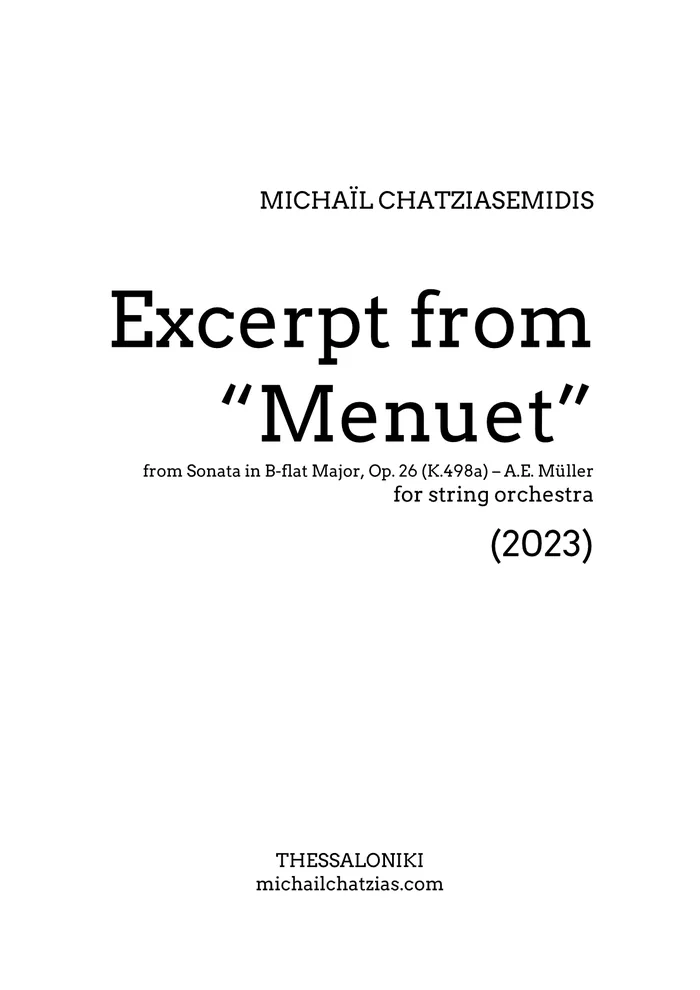 MICHAÏL CHATZIASEMIDIS
Excerpt from
“Menuet”
from Sonata in B-flat Major, Op. 26 (K.498a) – A.E. Müller
for string orchestra
(2023)
THESSALONIKI
michailchatzias.com